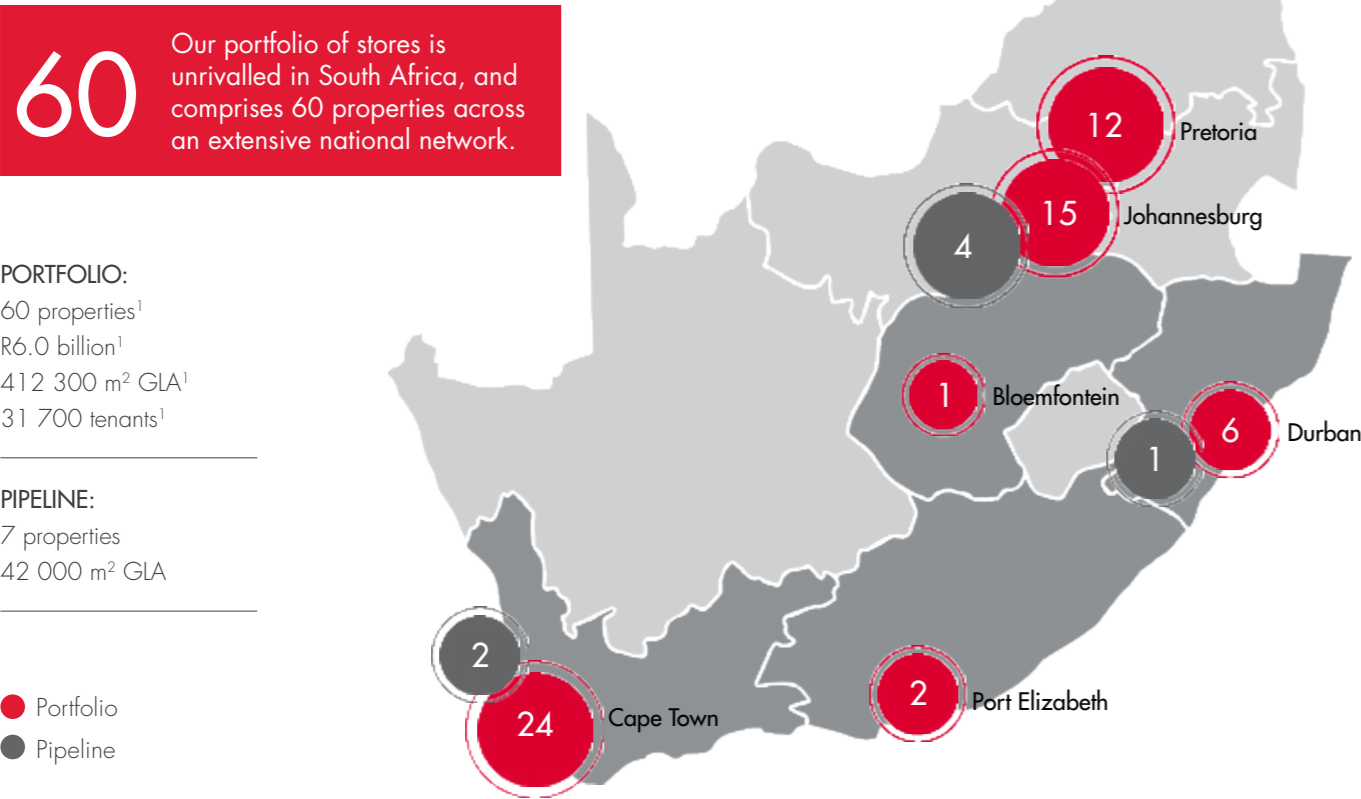 60
Our portfolio of stores is
unrivalled in South Africa, and
comprises 60 properties across
an extensive national network.
PORTFOLIO:
60 properties¹
R6.0 billion¹
412 300 m² GLA¹
31 700 tenants¹
PIPELINE:
7 properties
42 000 m² GLA
Portfolio
Pipeline
12
Pretoria
15
Johannesburg
4
1
Bloemfontein
6
Durban
1
2
24
Cape Town
2
Port Elizabeth